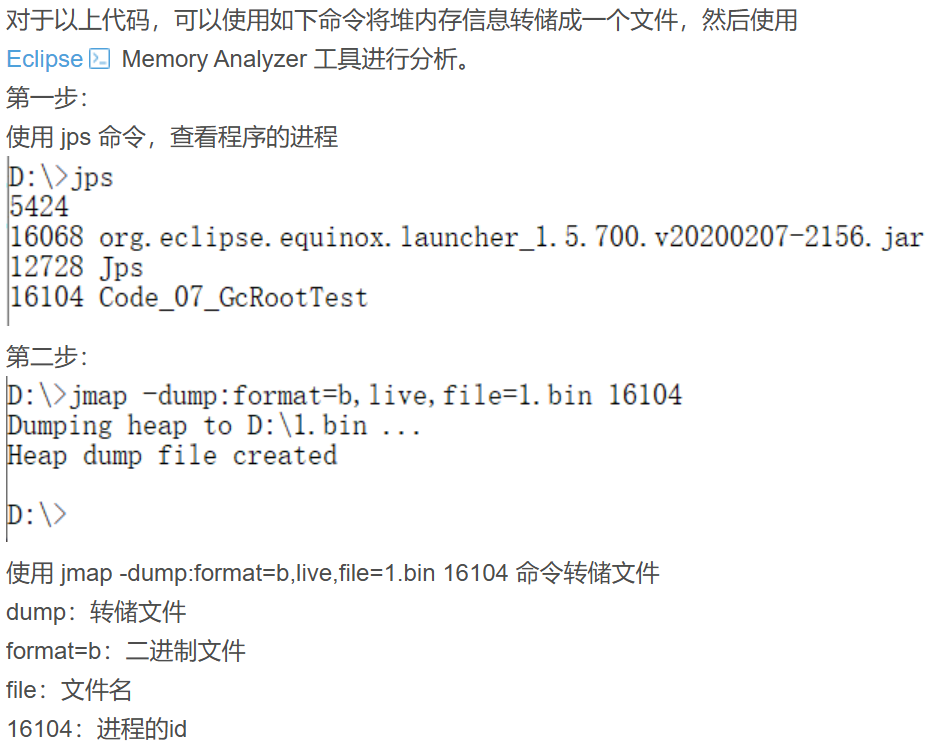 对于以上代码，可以使用如下命令将堆内存信息转储成一个文件，然后使用
Eclipse Memory Analyzer 工具进行分析。
第一步：
使用 jps 命令，查看程序的进程
D:\>jps
5424
16068 org.eclipse.equinox.launcher_1.5.700.v20200207-2156.jar
12728 Jps
16104 Code_07_GcRootTest
第二步：
D:\>jmap -dump:format=b,live,file=1.bin 16104
Dumping heap to D:\1.bin ...
Heap dump file created
D:\>
使用 jmap -dump:format=b,live,file=1.bin 16104 命令转储文件
dump：转储文件
format=b：二进制文件
file：文件名
16104：进程的id